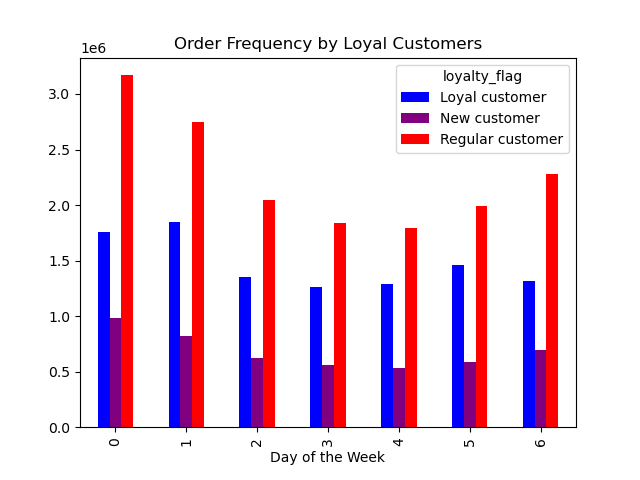 Order Frequency by Loyal Customers
1e6
loyalty_flag
Loyal customer
New customer
Regular customer
3.0
2.5
2.0
1.5
1.0
0.5
0.0
0 1 2 3 4 5 6
Day of the Week